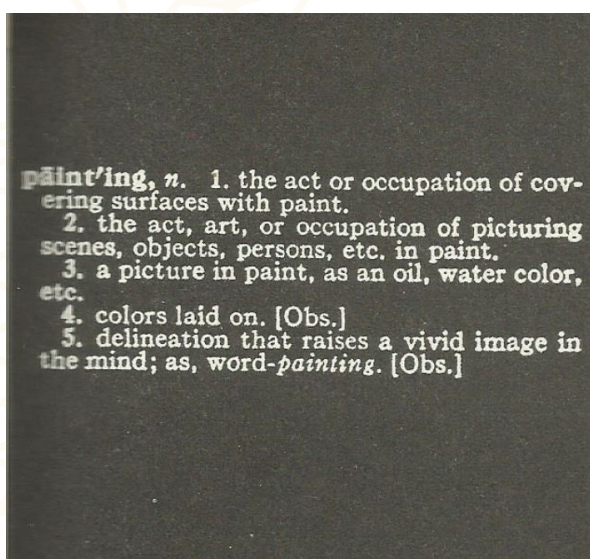 pāint'ing, n. 1. the act or occupation of cov-
ering surfaces with paint.
2. the act, art, or occupation of picturing
scenes, objects, persons, etc. in paint.
3. a picture in paint, as an oil, water color,
etc.
4. colors laid on. [Obs.]
5. delineation that raises a vivid image in
the mind; as, word-painting. [Obs.]